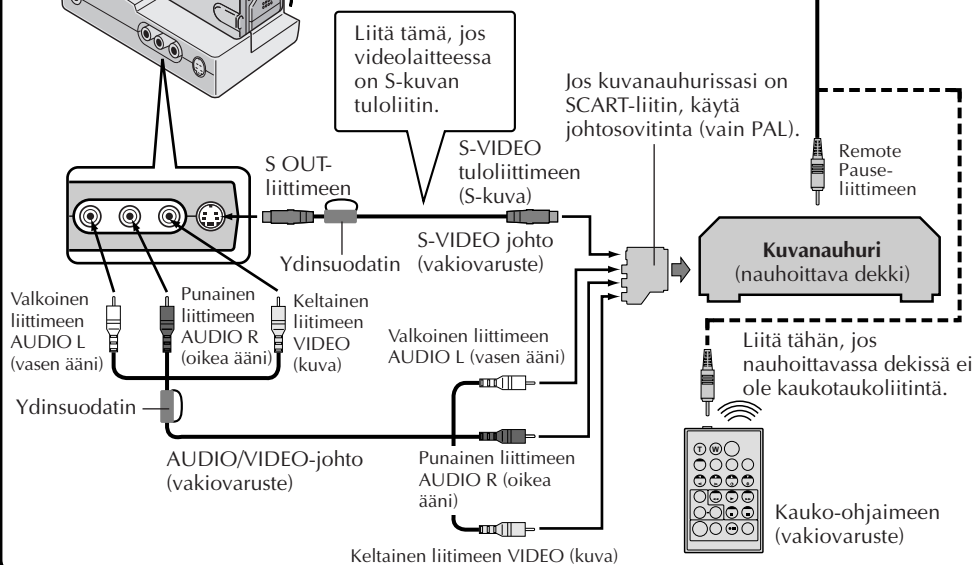 Liitä tämä, jos
videolaitteessa
on S-kuvan
tuloliitin.
Jos kuvanauhurissasi on
SCART-liitin, käytä
johtosovitinta (vain PAL).
S OUT-
liittimeen
S-VIDEO
tuloliittimeen
(S-kuva)
Remote
Pause-
liittimeen
Ydinsuodatin
S-VIDEO johto
(vakiovaruste)
Kuvanauhuri
(nauhoittava dekki)
Valkoinen
liittimeen
AUDIO L
(vasen ääni)
Punainen
liittimeen
AUDIO R
(oikea ääni)
Keltainen
liitimeen
VIDEO
(kuva)
Valkoinen liittimeen
AUDIO L (vasen ääni)
Liitä tähän, jos
nauhoittavassa dekissä ei
ole kaukotaukoliitintä.
Ydinsuodatin
AUDIO/VIDEO-johto
(vakiovaruste)
Punainen liittimeen
AUDIO R (oikea
ääni)
T W
Kauko-ohjaimeen
(vakiovaruste)
Keltainen liitimeen VIDEO (kuva)